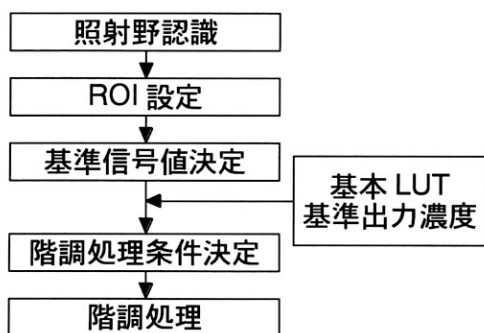 照射野認識
ROI 設定
基準信号値決定
基本 LUT
基準出力濃度
階調処理条件決定
階調処理